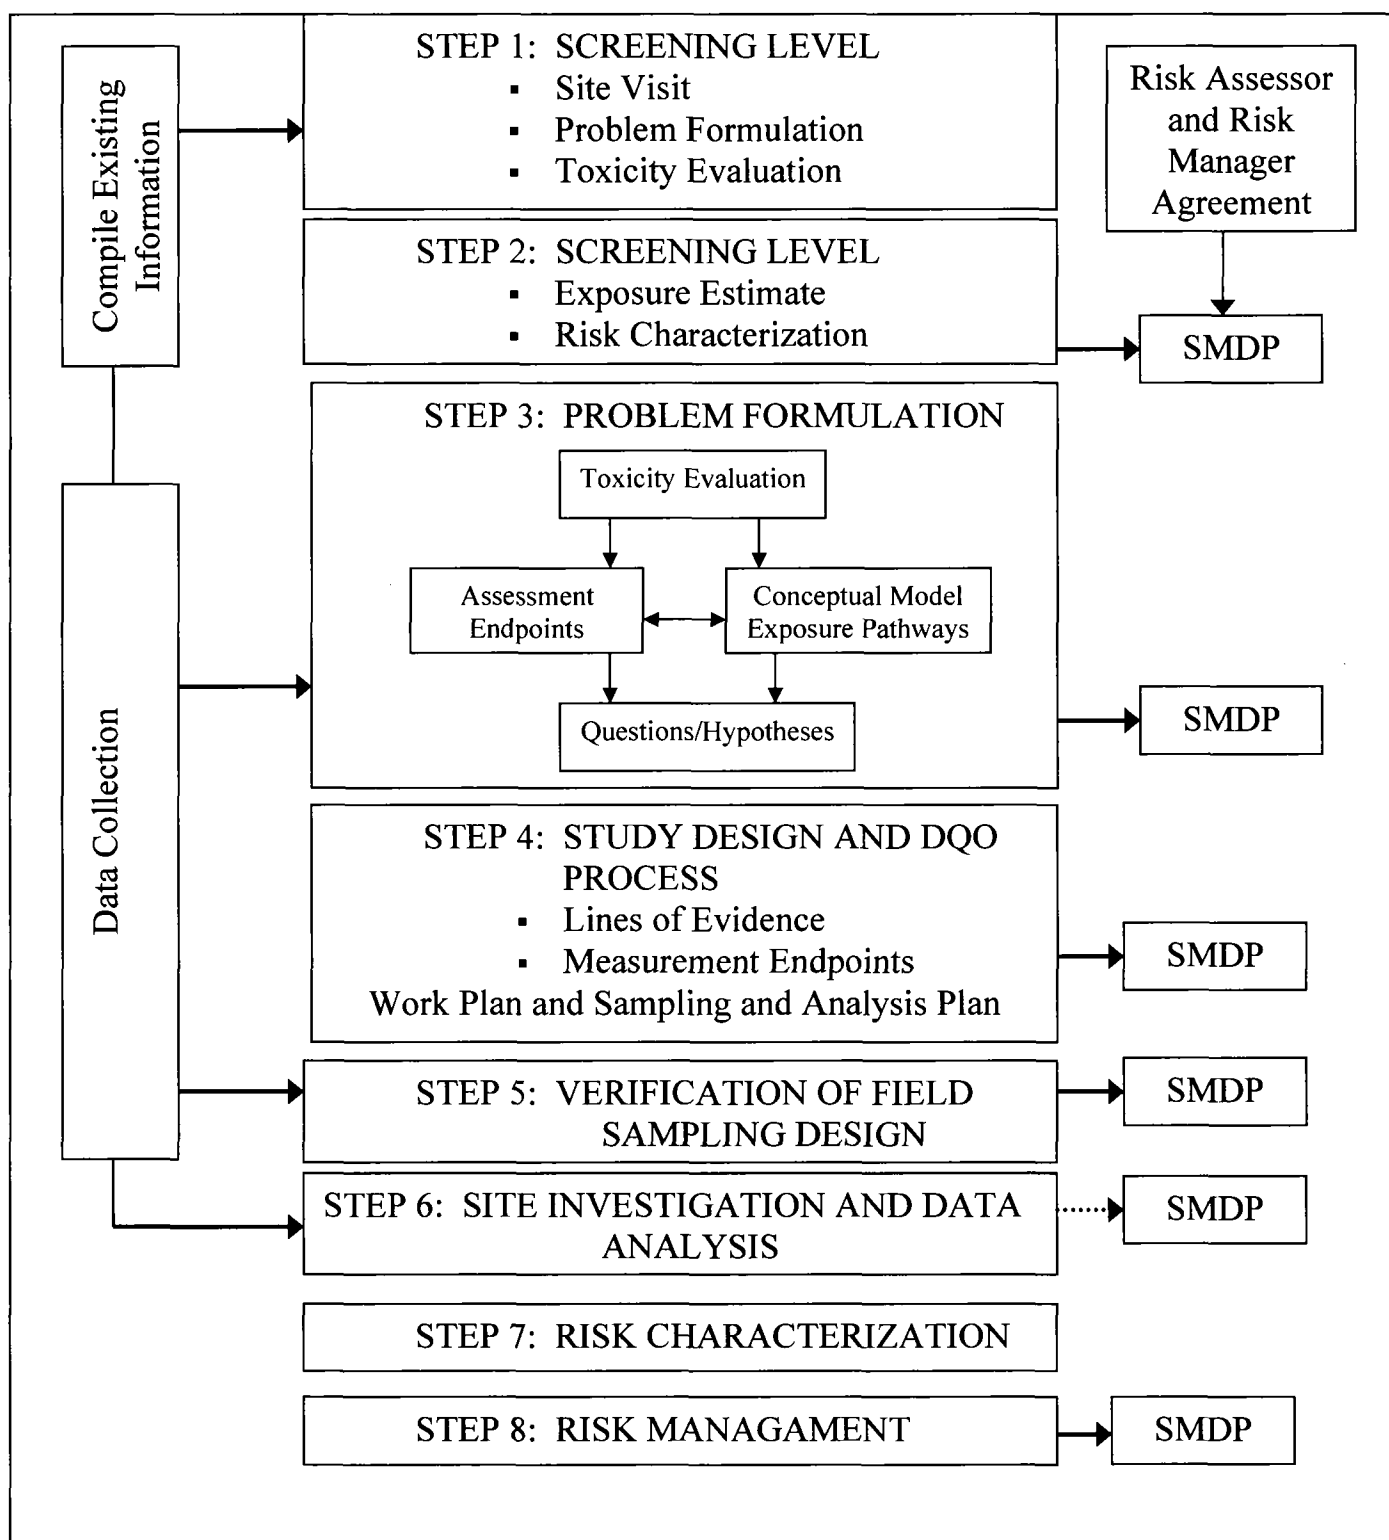 Compile Existing
Information
STEP 1: SCREENING LEVEL
▪ Site Visit
▪ Problem Formulation
▪ Toxicity Evaluation
Risk Assessor
and Risk
Manager
Agreement
STEP 2: SCREENING LEVEL
▪ Exposure Estimate
▪ Risk Characterization
SMDP
Data Collection
STEP 3: PROBLEM FORMULATION
Toxicity Evaluation
Assessment
Endpoints
Conceptual Model
Exposure Pathways
Questions/Hypotheses
SMDP
STEP 4: STUDY DESIGN AND DQO
PROCESS
▪ Lines of Evidence
▪ Measurement Endpoints
Work Plan and Sampling and Analysis Plan
SMDP
STEP 5: VERIFICATION OF FIELD
SAMPLING DESIGN
SMDP
STEP 6: SITE INVESTIGATION AND DATA
ANALYSIS
SMDP
STEP 7: RISK CHARACTERIZATION
STEP 8: RISK MANAGAMENT
SMDP